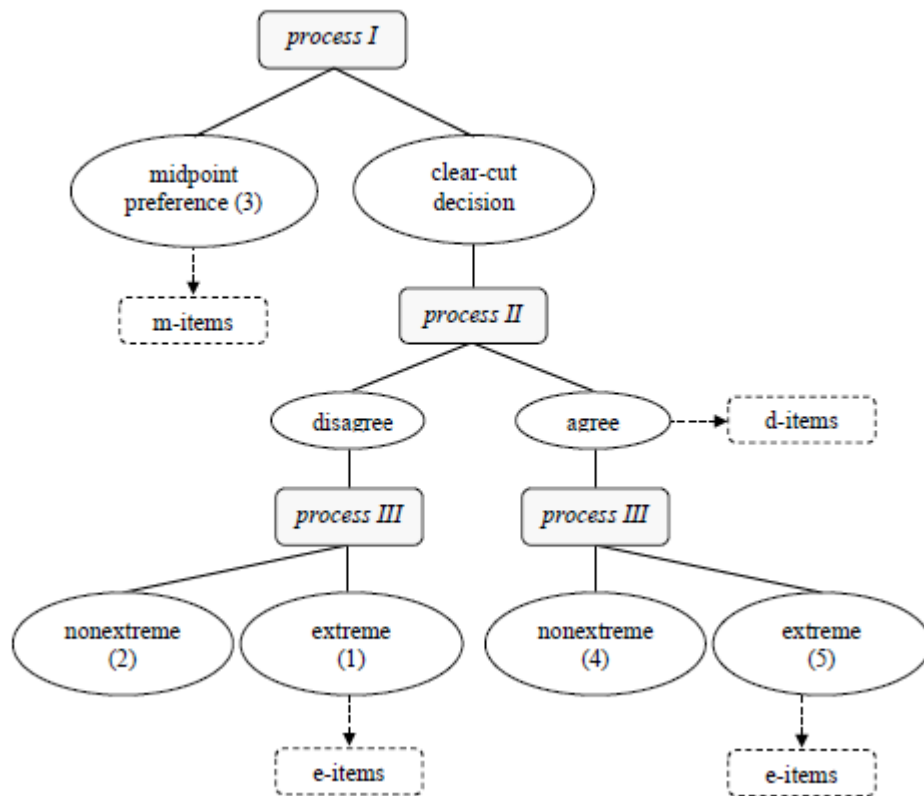 process I
midpoint
preference (3)
clear-cut
decision
m-items
process II
disagree
agree
d-items
process III
process III
nonextreme
(2)
extreme
(1)
nonextreme
(4)
extreme
(5)
e-items
e-items